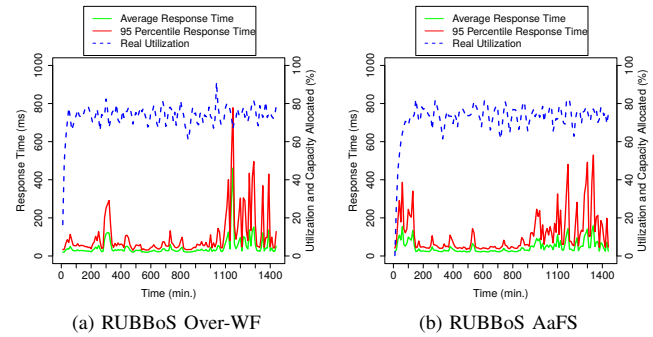 Average Response Time
95 Percentile Response Time
Real Utilization
1000
800
600
400
200
0
Response Time (ms)
100
80
60
40
20
0
Utilization and Capacity Allocated (%)
0
200
400
600
800
1100
1400
Time (min.)
(a) RUBBoS Over-WF
Average Response Time
95 Percentile Response Time
Real Utilization
1000
800
600
400
200
0
Response Time (ms)
100
80
60
40
20
0
Utilization and Capacity Allocated (%)
0
200
400
600
800
1100
1400
Time (min.)
(b) RUBBoS AaFS